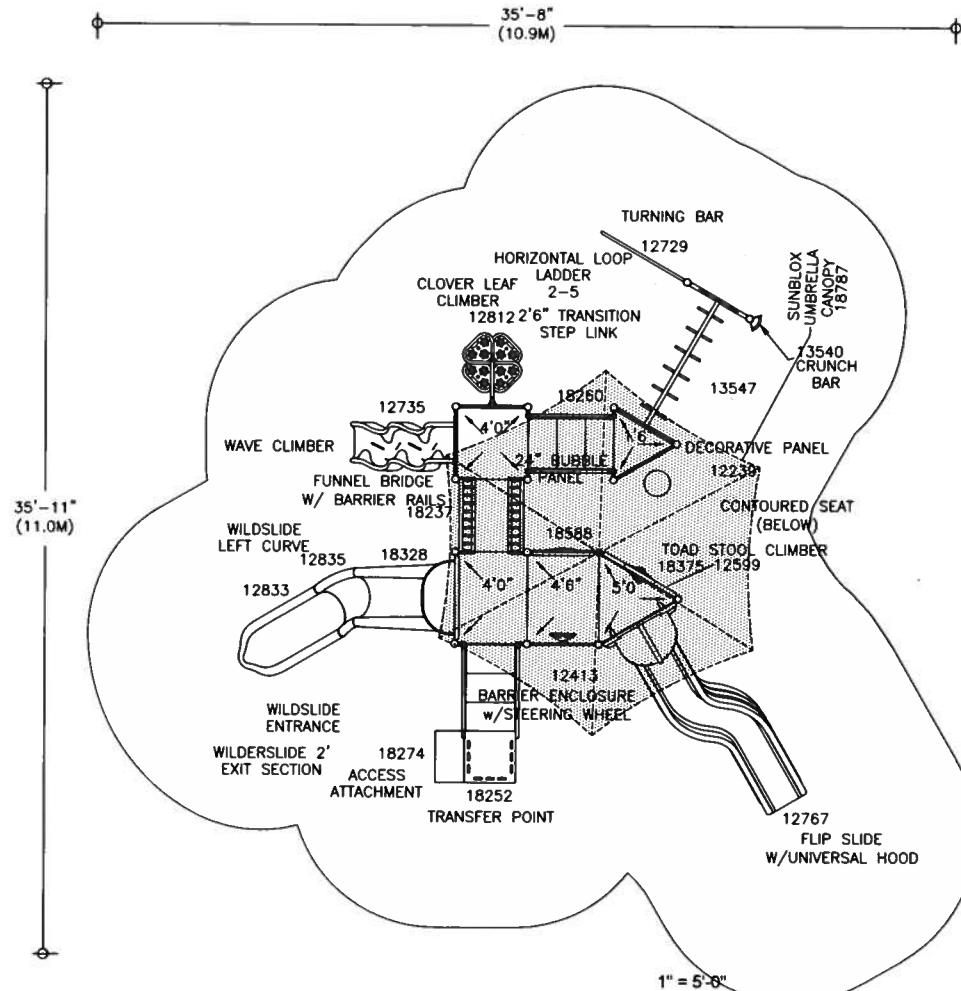 35'-8"
(10.9M)
TURNING BAR
12729
HORIZONTAL LOOP
LADDER
2-5
CLOVER LEAF
CLIMBER
12812
2'6" TRANSITION
STEP LINK
SUNBLOX
UMBRELLA
CANOPY
18787
13540
CRUNCH
BAR
13547
18260
12735
4'0"
WAVE CLIMBER
DECORATIVE PANEL
12239
24" BUBBLE
PANEL
FUNNEL BRIDGE
W/ BARRIER RAILS
18237
35'-11"
(11.0M)
CONTOURED SEAT
(BELOW)
WILDSLIDE
LEFT CURVE
18588
TOAD STOOL CLIMBER
18375
12599
12835
18328
12833
4'0"
4'6"
5'0
12413
BARRIER ENCLOSURE
W/STEERING WHEEL
WILDSLIDE
ENTRANCE
WILDERSLIDE 2'
EXIT SECTION
18274
ACCESS
ATTACHMENT
18252
TRANSFER POINT
12767
FLIP SLIDE
W/UNIVERSAL HOOD
1" = 5'-0"